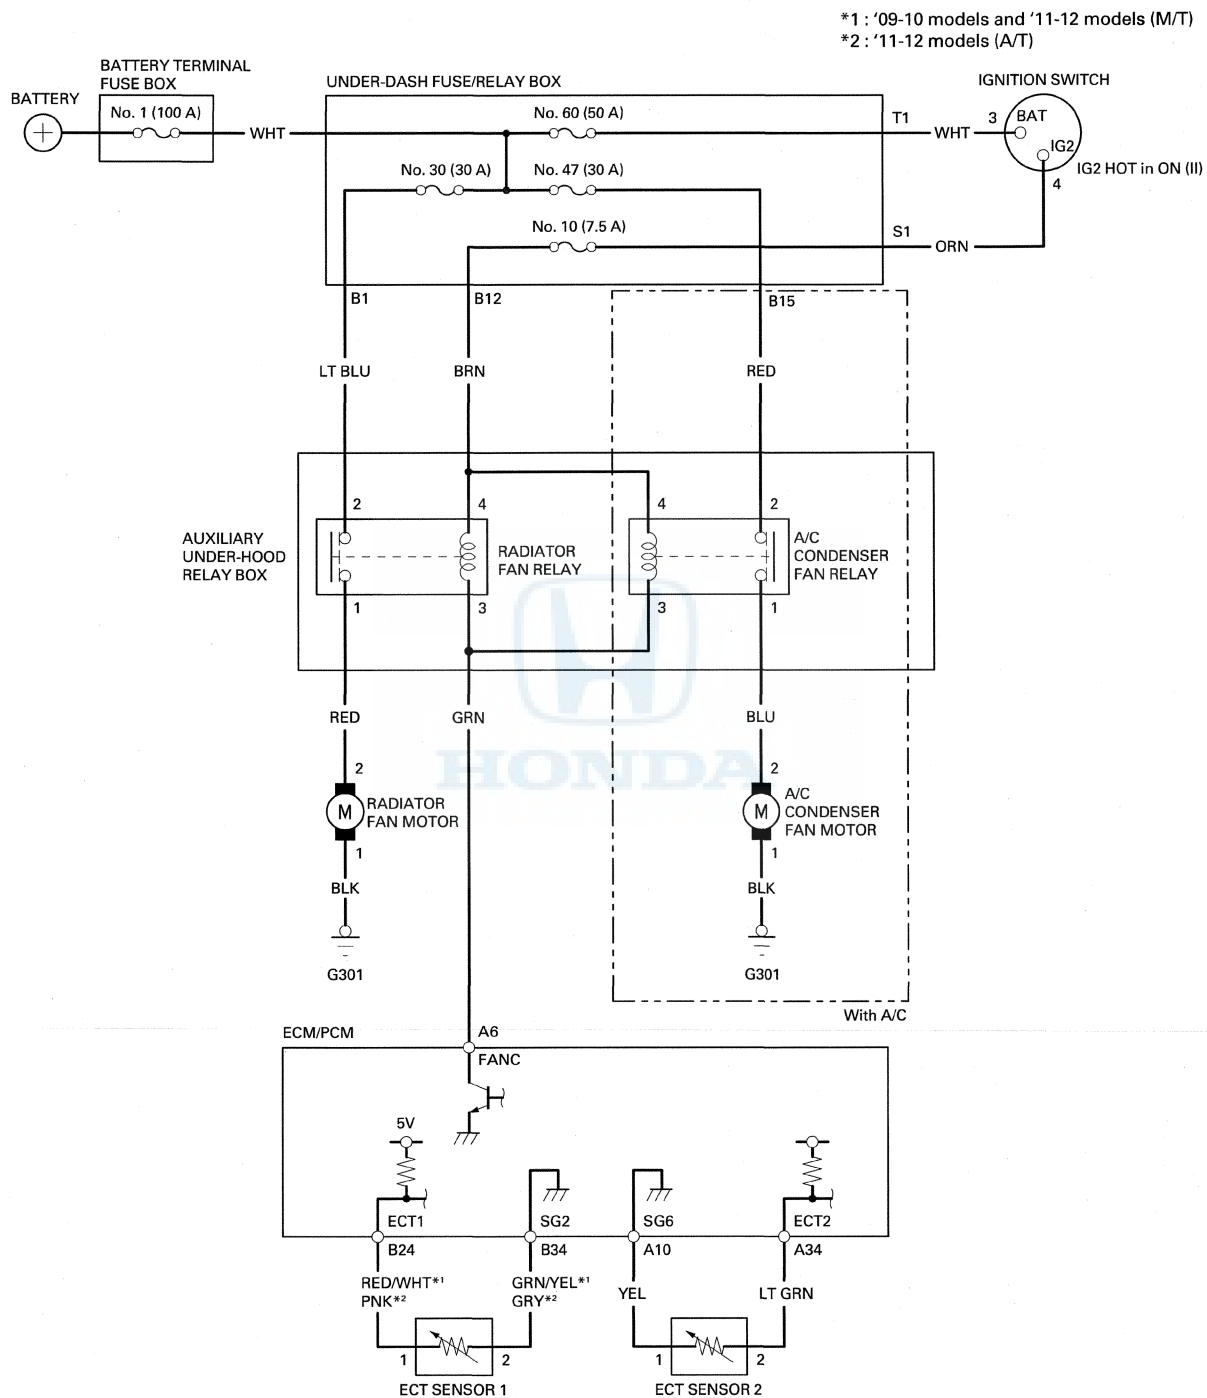 *1 : ‘09-10 models and ‘11-12 models (M/T)
*2 : ‘11-12 models (A/T)
BATTERY TERMINAL
FUSE BOX
UNDER-DASH FUSE/RELAY BOX
IGNITION SWITCH
BATTERY
No. 1 (100 A)
No. 60 (50 A)
T1
3
BAT
WHT
WHT
IG2
No. 30 (30 A)
No. 47 (30 A)
IG2 HOT in ON (II)
4
No. 10 (7.5 A)
S1
ORN
B1
B12
B15
LT BLU
BRN
RED
2
4
4
2
AUXILIARY
UNDER-HOOD
RELAY BOX
RADIATOR
FAN RELAY
A/C
CONDENSER
FAN RELAY
1
3
3
1
RED
GRN
BLU
HONDA
2
2
M
RADIATOR
FAN MOTOR
M
A/C
CONDENSER
FAN MOTOR
1
1
BLK
BLK
G301
G301
With A/C
ECM/PCM
A6
FANC
5V
ECT1
SG2
SG6
ECT2
B24
B34
A10
A34
RED/WHT*1
PNK*2
GRN/YEL*1
GRY*2
YEL
LT GRN
1
2
1
2
ECT SENSOR 1
ECT SENSOR 2